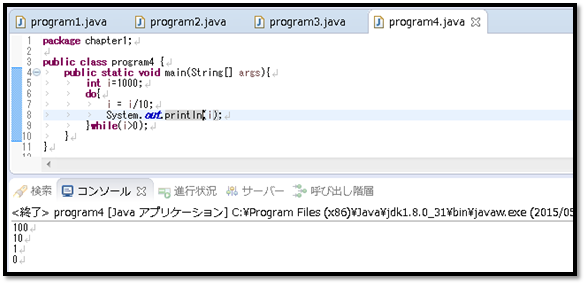 program1.java program2.java program3.java program4.java
1 package chapter1;
2
3 public class program4 {
4 public static void main(String[] args){
5 int i=1000;
6 do{
7 i = i/10;
8 System.out.println(i);
9 }while(i>0);
10 }
11 }
検索 コンソール 進行状況 サーバー 呼び出し階層
<終了> program4 [Java アプリケーション] C:¥Program Files (x86)¥Java¥jdk1.8.0_31¥bin¥javaw.exe (2015/05
100
10
1
0